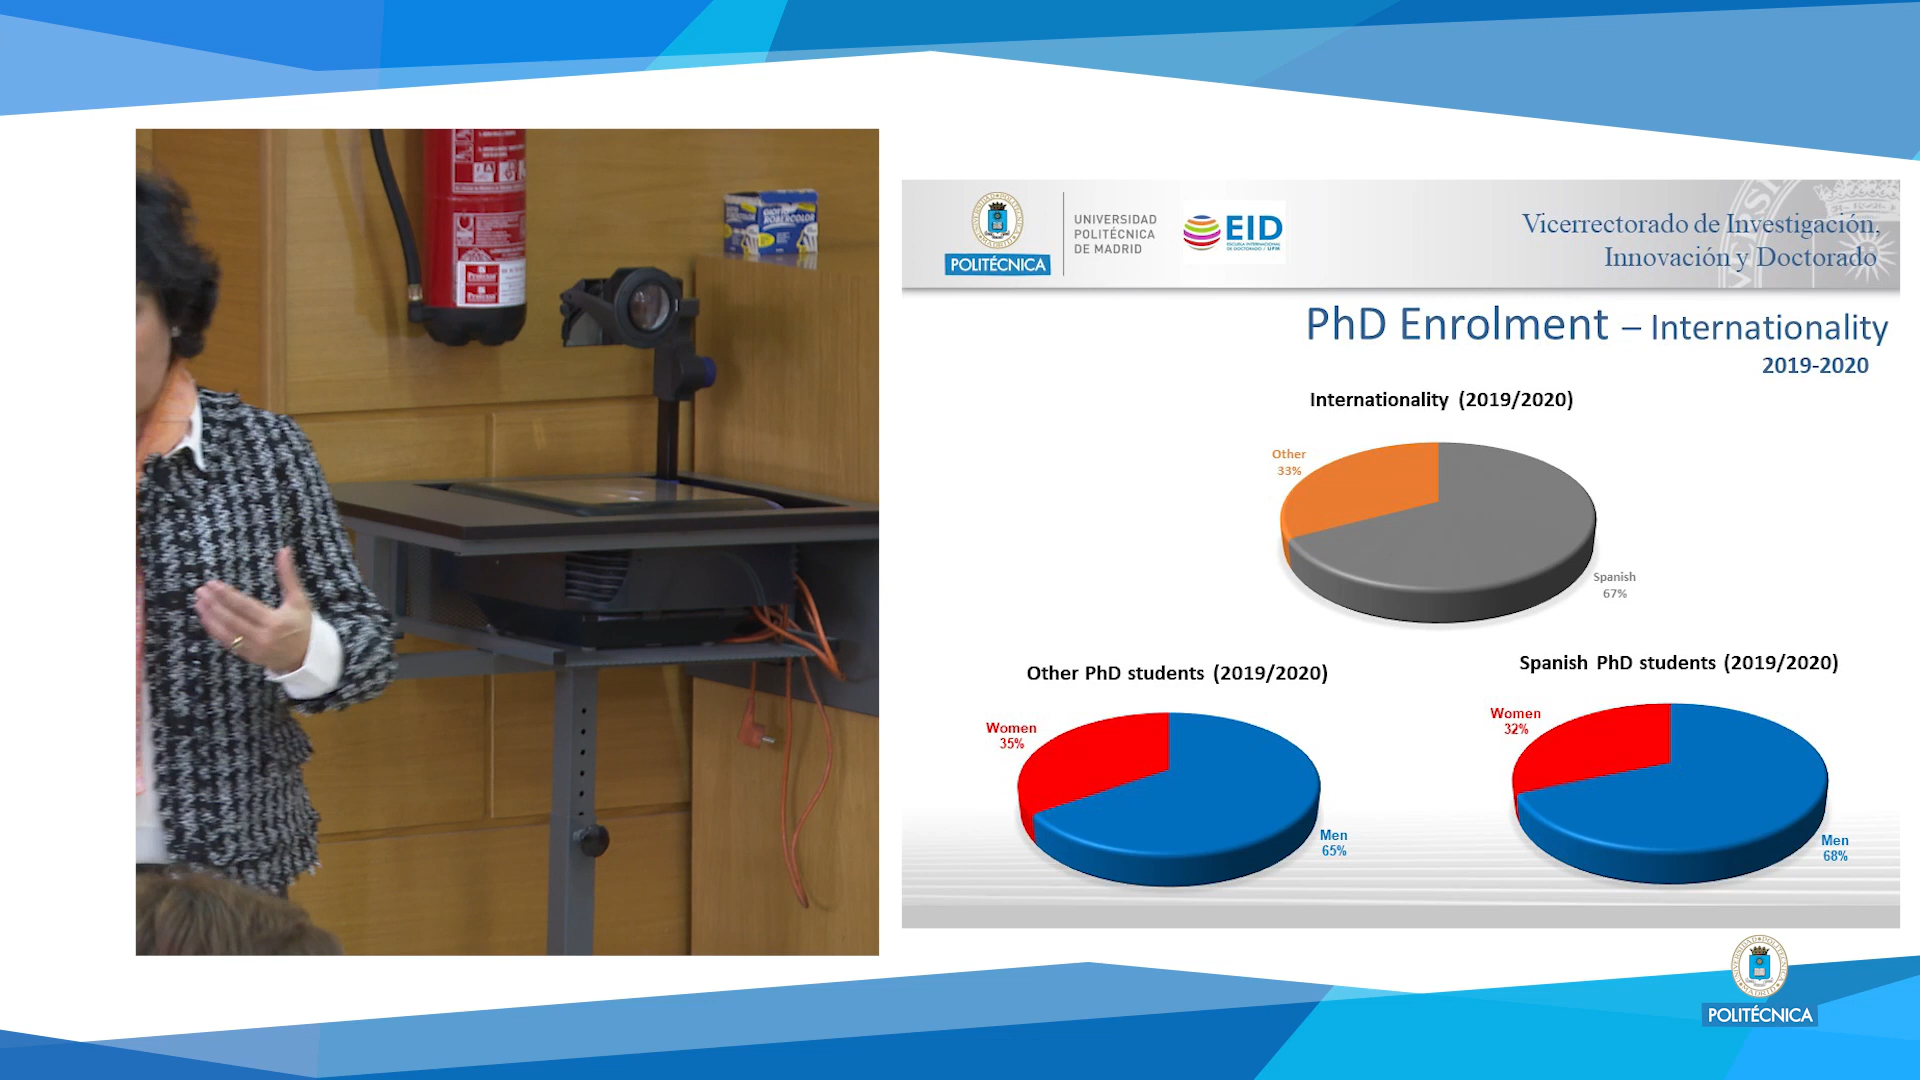 UNIVERSIDAD
POLITÉCNICA
DE MADRID
POLITÉCNICA
EID
ESCUELA INTERNACIONAL
DE DOCTORADO / UPM
Vicerrectorado de Investigación,
Innovación y Doctorado
PhD Enrolment – Internationality
2019-2020
Internationality (2019/2020)
Other
33%
Spanish
67%
Other PhD students (2019/2020)
Women
35%
Men
65%
Spanish PhD students (2019/2020)
Women
32%
Men
68%
POLITÉCNICA